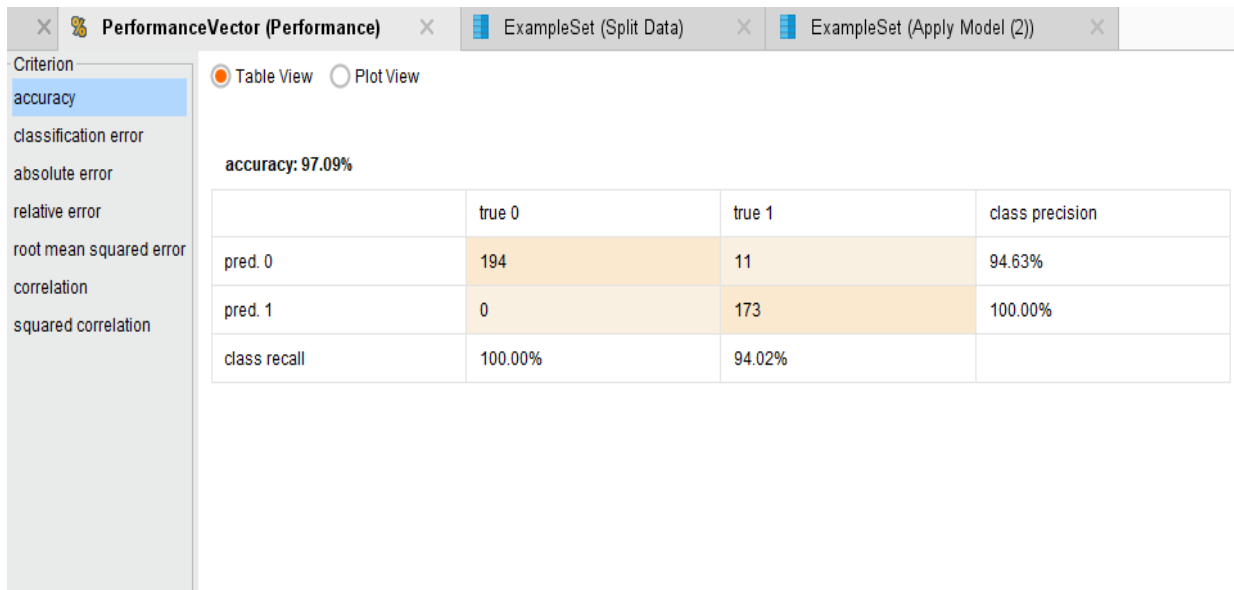 PerformanceVector (Performance) ExampleSet (Split Data) ExampleSet (Apply Model (2))
Criterion
accuracy
classification error
absolute error
relative error
root mean squared error
correlation
squared correlation
Table View Plot View
accuracy: 97.09%
true 0 true 1 class precision
pred. 0 194 11 94.63%
pred. 1 0 173 100.00%
class recall 100.00% 94.02%